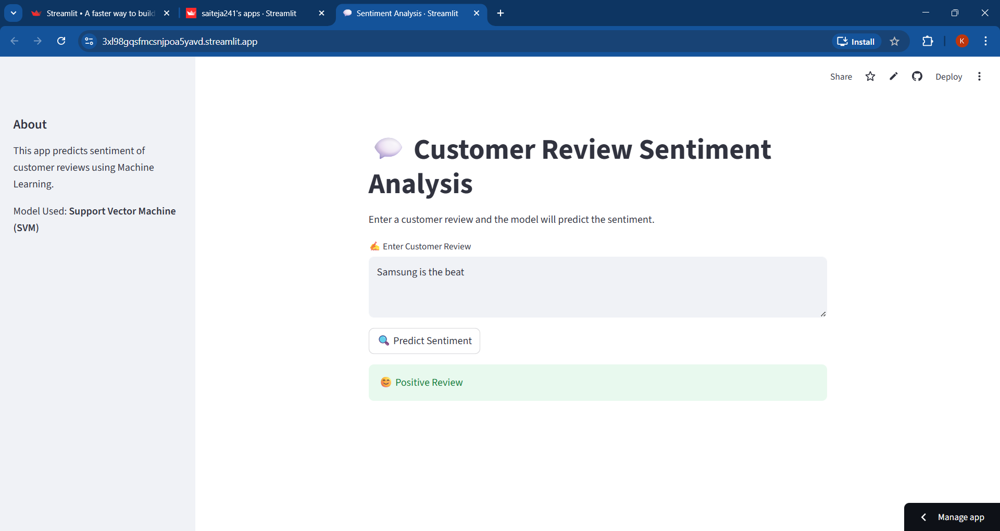 Streamlit • A faster way to build
saiteja241's apps · Streamlit
Sentiment Analysis · Streamlit
3xl98gqsfmcsnjpoa5yavd.streamlit.app
Install
K
Share
Deploy
About
This app predicts sentiment of
customer reviews using Machine
Learning.
Model Used: Support Vector Machine
(SVM)
Customer Review Sentiment
Analysis
Enter a customer review and the model will predict the sentiment.
Enter Customer Review
Samsung is the beat
Predict Sentiment
Positive Review
Manage app